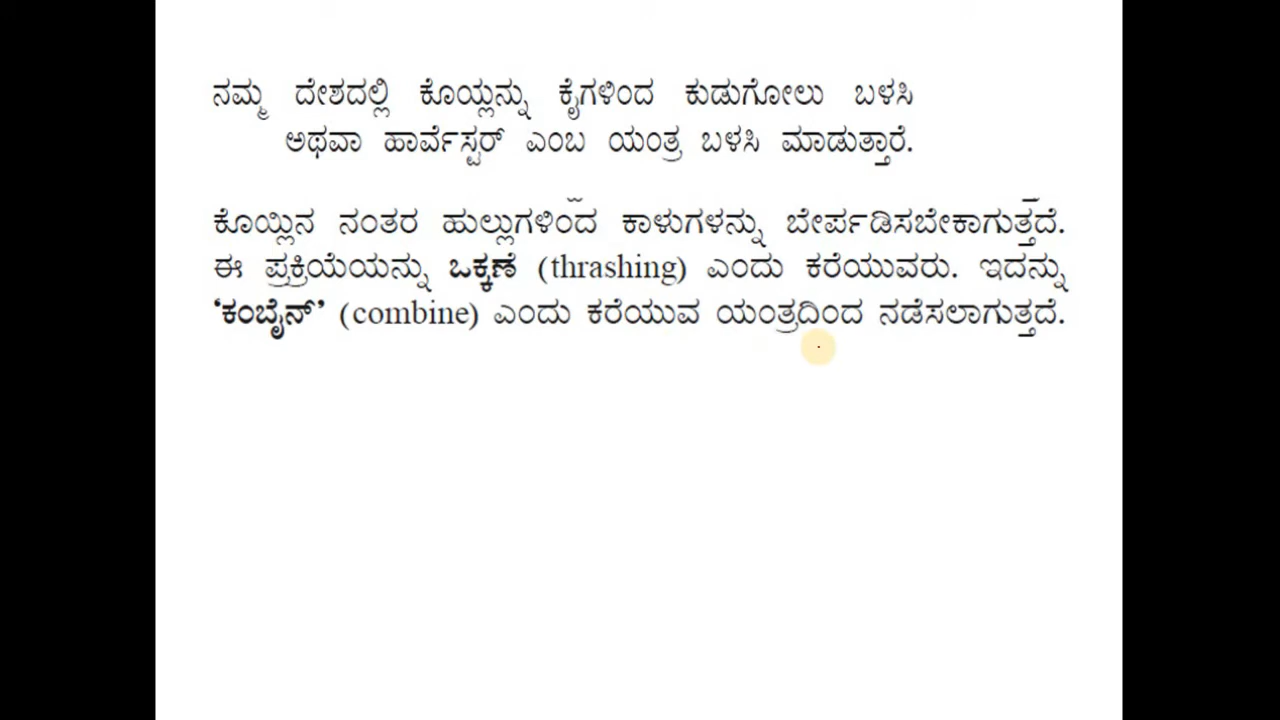 ನಮ್ಮ ದೇಶದಲ್ಲಿ ಕೊಯ್ಲನ್ನು ಕೈಗಳಿಂದ ಕುಡುಗೋಲು ಬಳಸಿ
ಅಥವಾ ಹಾರ್ವೆಸ್ಟರ್ ಎಂಬ ಯಂತ್ರ ಬಳಸಿ ಮಾಡುತ್ತಾರೆ.
ಕೊಯ್ಲಿನ ನಂತರ ಹುಲ್ಲುಗಳಿಂದ ಕಾಳುಗಳನ್ನು ಬೇರ್ಪಡಿಸಬೇಕಾಗುತ್ತದೆ.
ಈ ಪ್ರಕ್ರಿಯೆಯನ್ನು ಒಕ್ಕಣೆ (thrashing) ಎಂದು ಕರೆಯುವರು. ಇದನ್ನು
‘ಕಂಬೈನ್’ (combine) ಎಂದು ಕರೆಯುವ ಯಂತ್ರದಿಂದ ನಡೆಸಲಾಗುತ್ತದೆ.